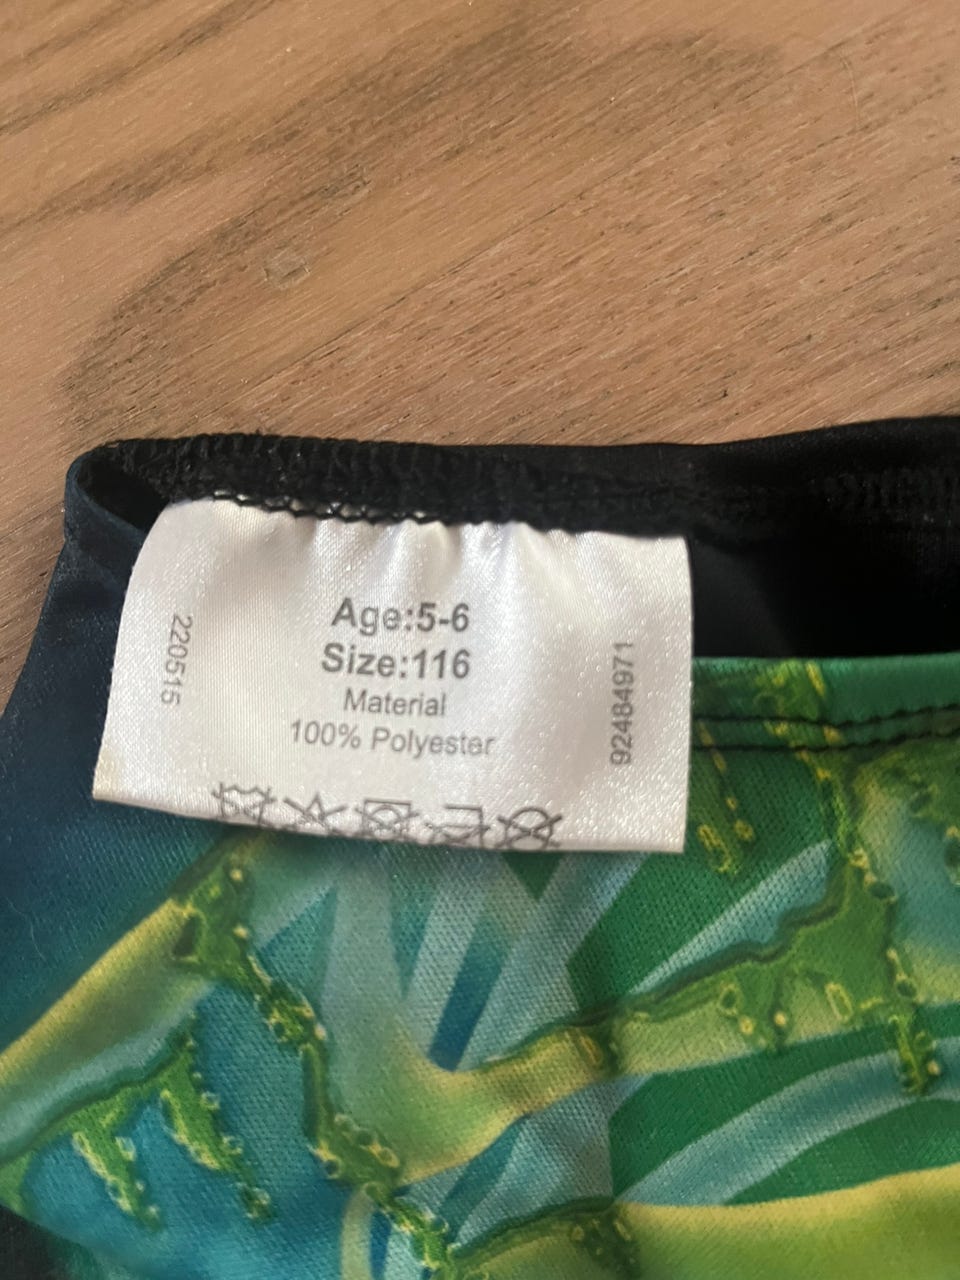 Age:5-6
Size:116
Material
100% Polyester
220515
92484971